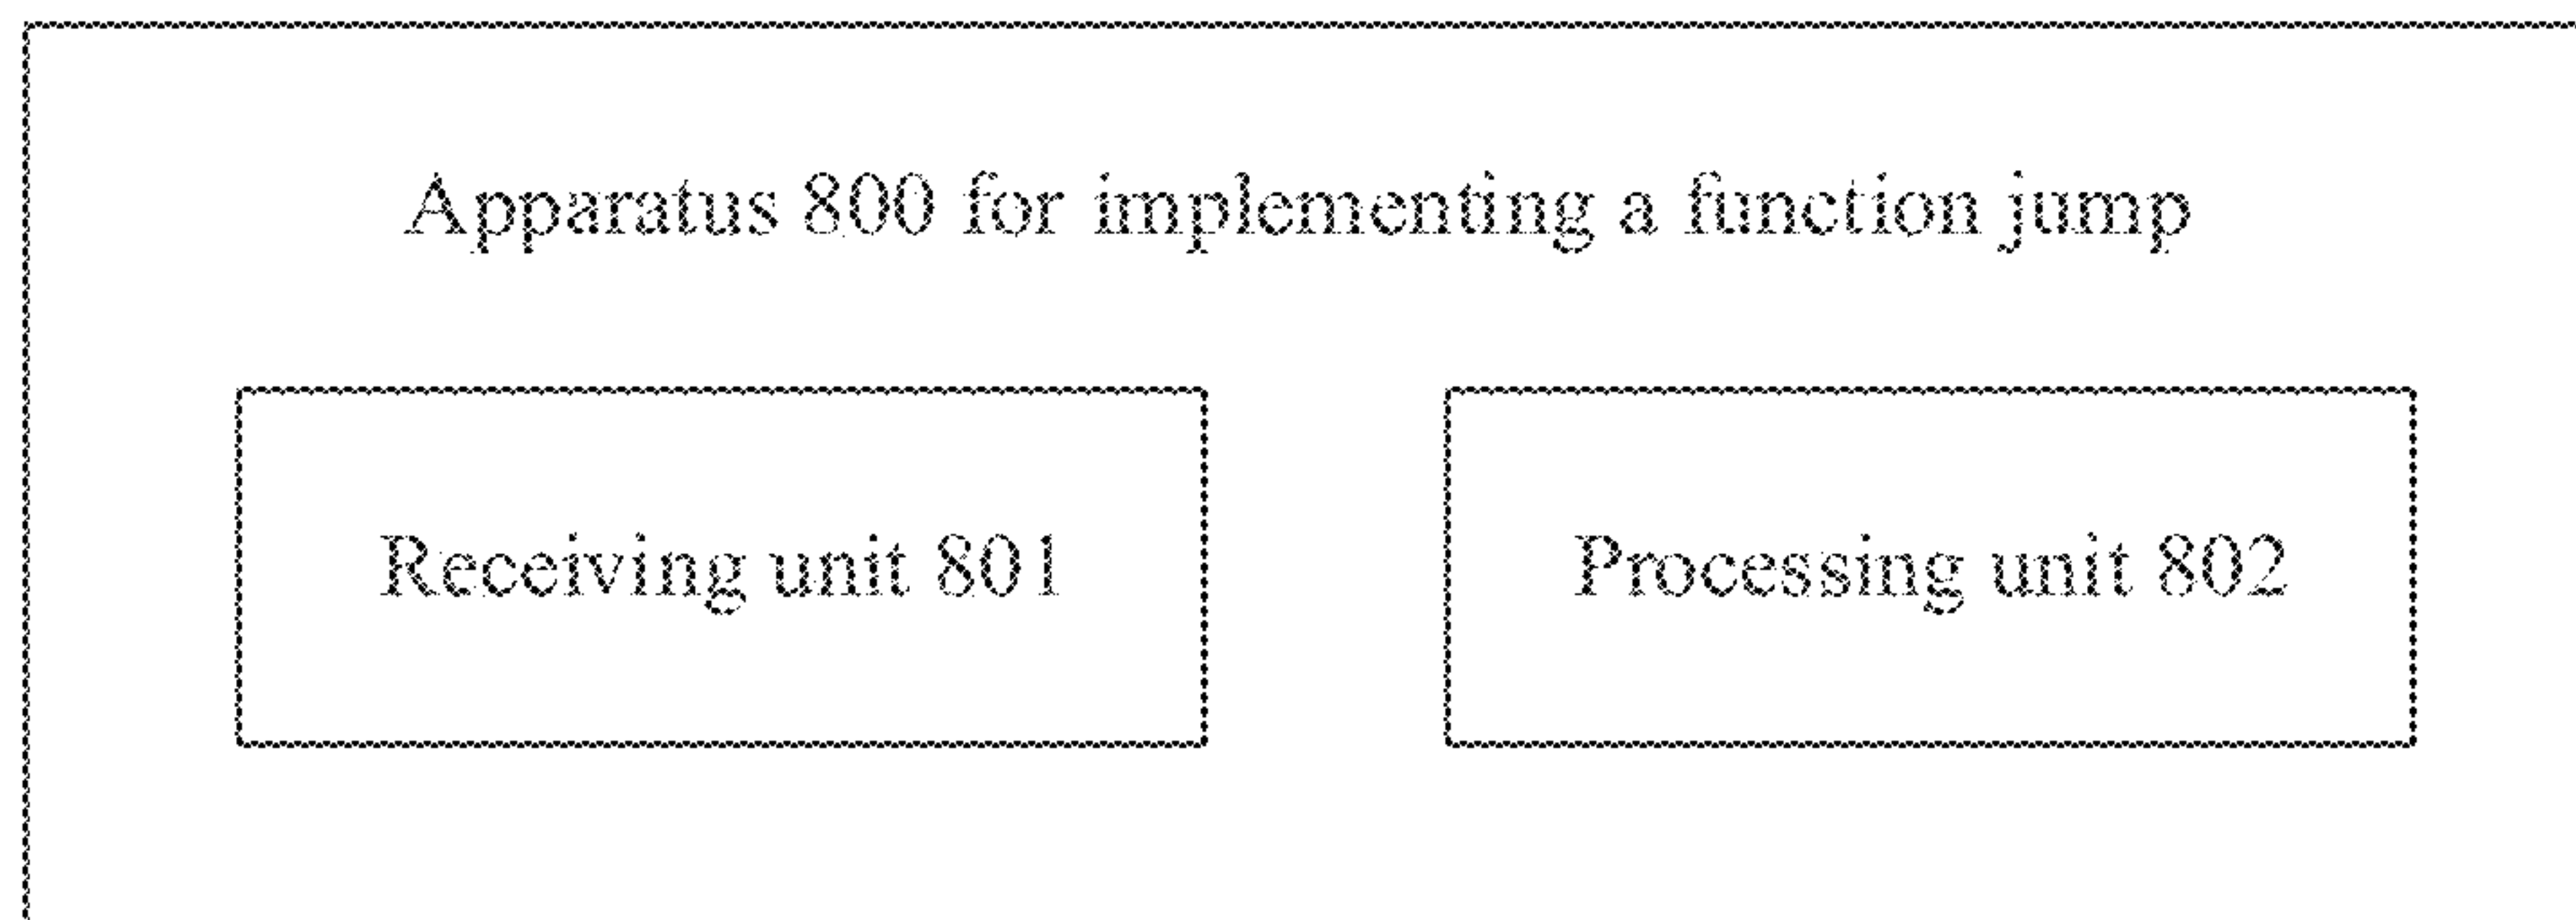 Apparatus 800 for implementing a function jump
Receiving unit 801
Processing unit 802